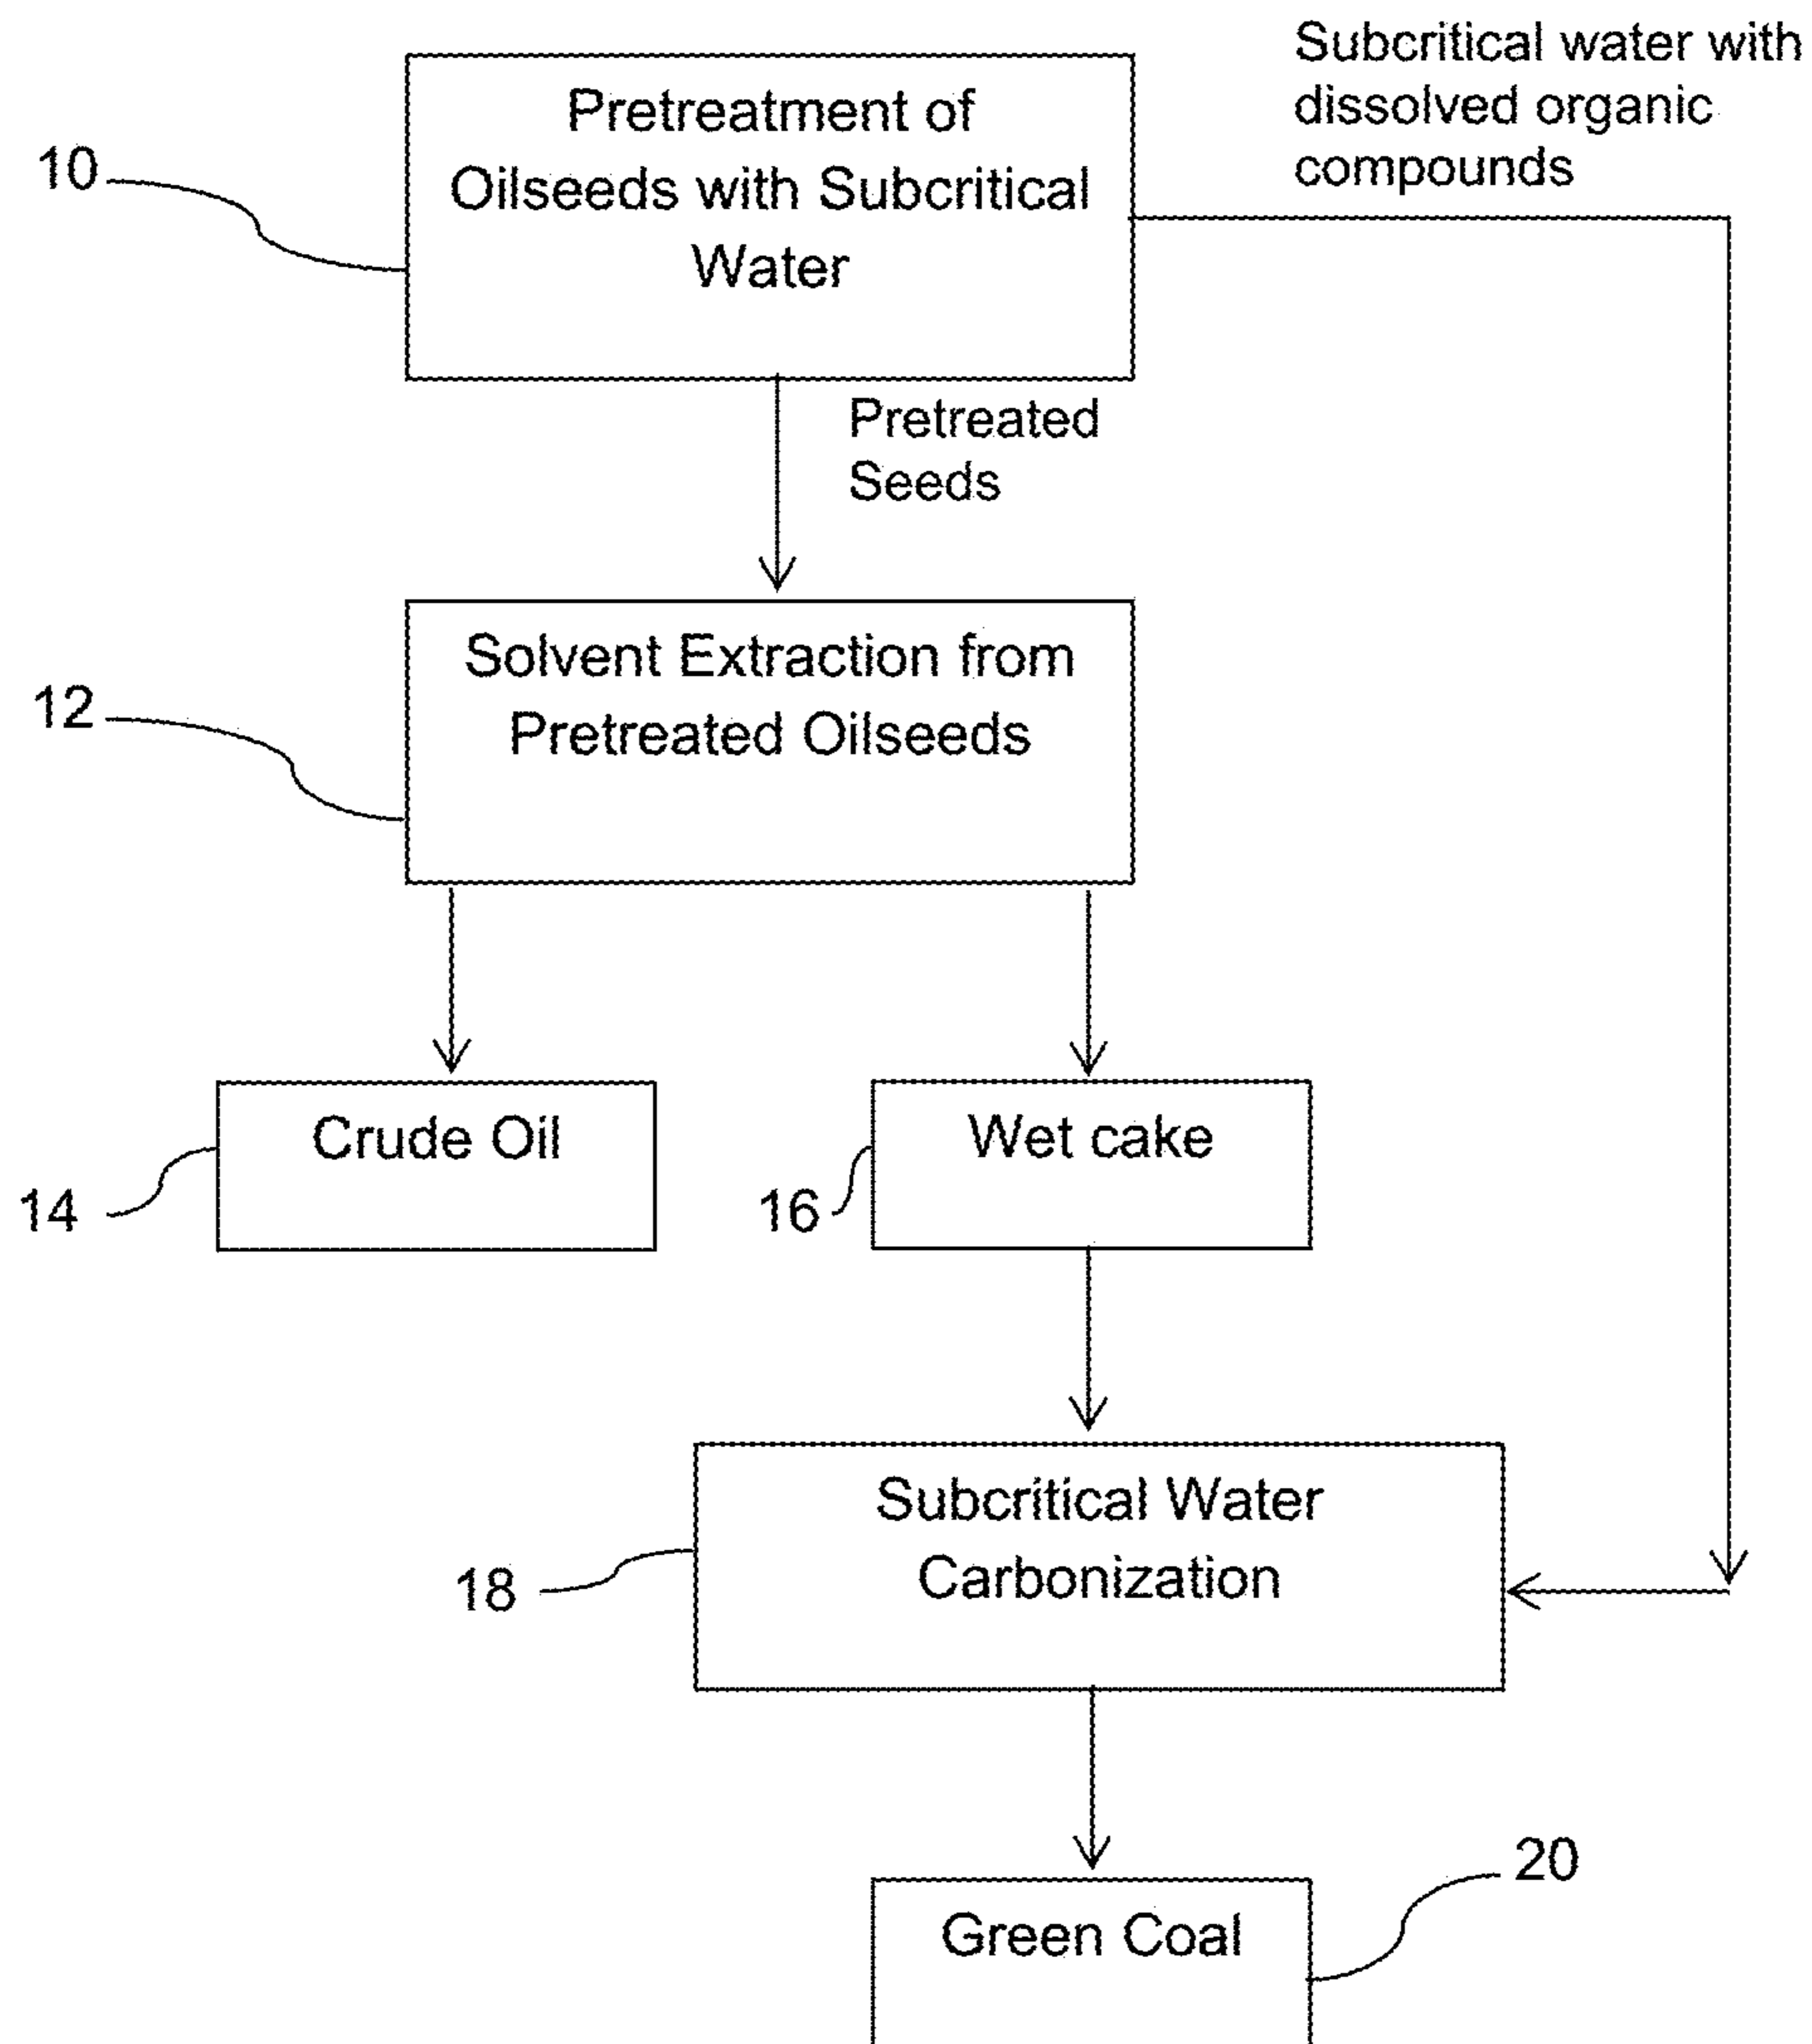 Subcritical water with
dissolved organic
compounds
Pretreatment of
Oilseeds with Subcritical
Water
10
Pretreated
Seeds
Solvent Extraction from
Pretreated Oilseeds
12
Crude Oil
14
Wet cake
16
Subcritical Water
Carbonization
18
Green Coal
20